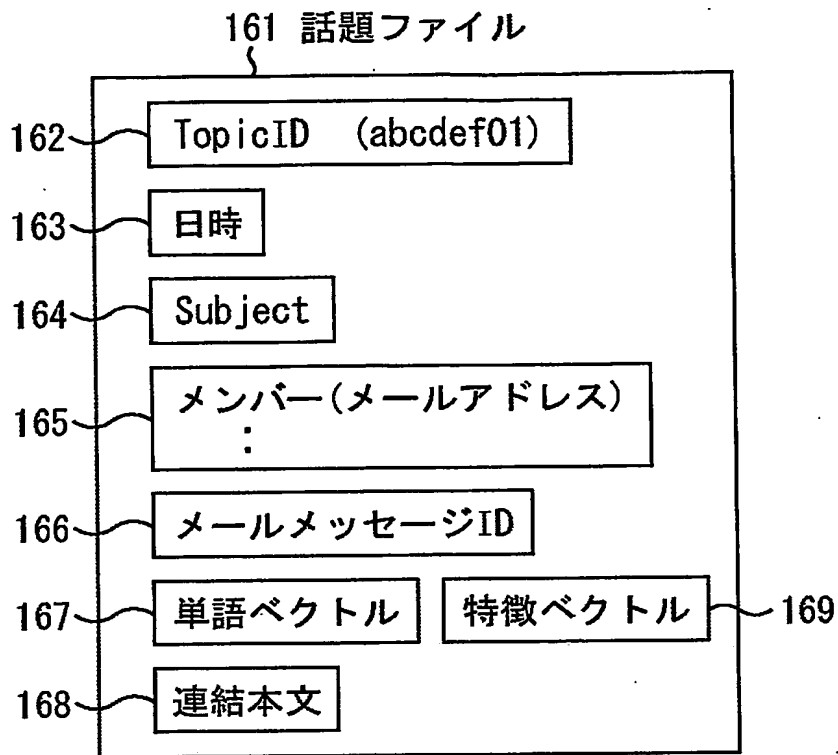 161 話題ファイル
162 TopicID (abcdef01)
163 日時
164 Subject
165 メンバー(メールアドレス)
:
166 メールメッセージID
167 単語ベクトル 特徴ベクトル 169
168 連結本文